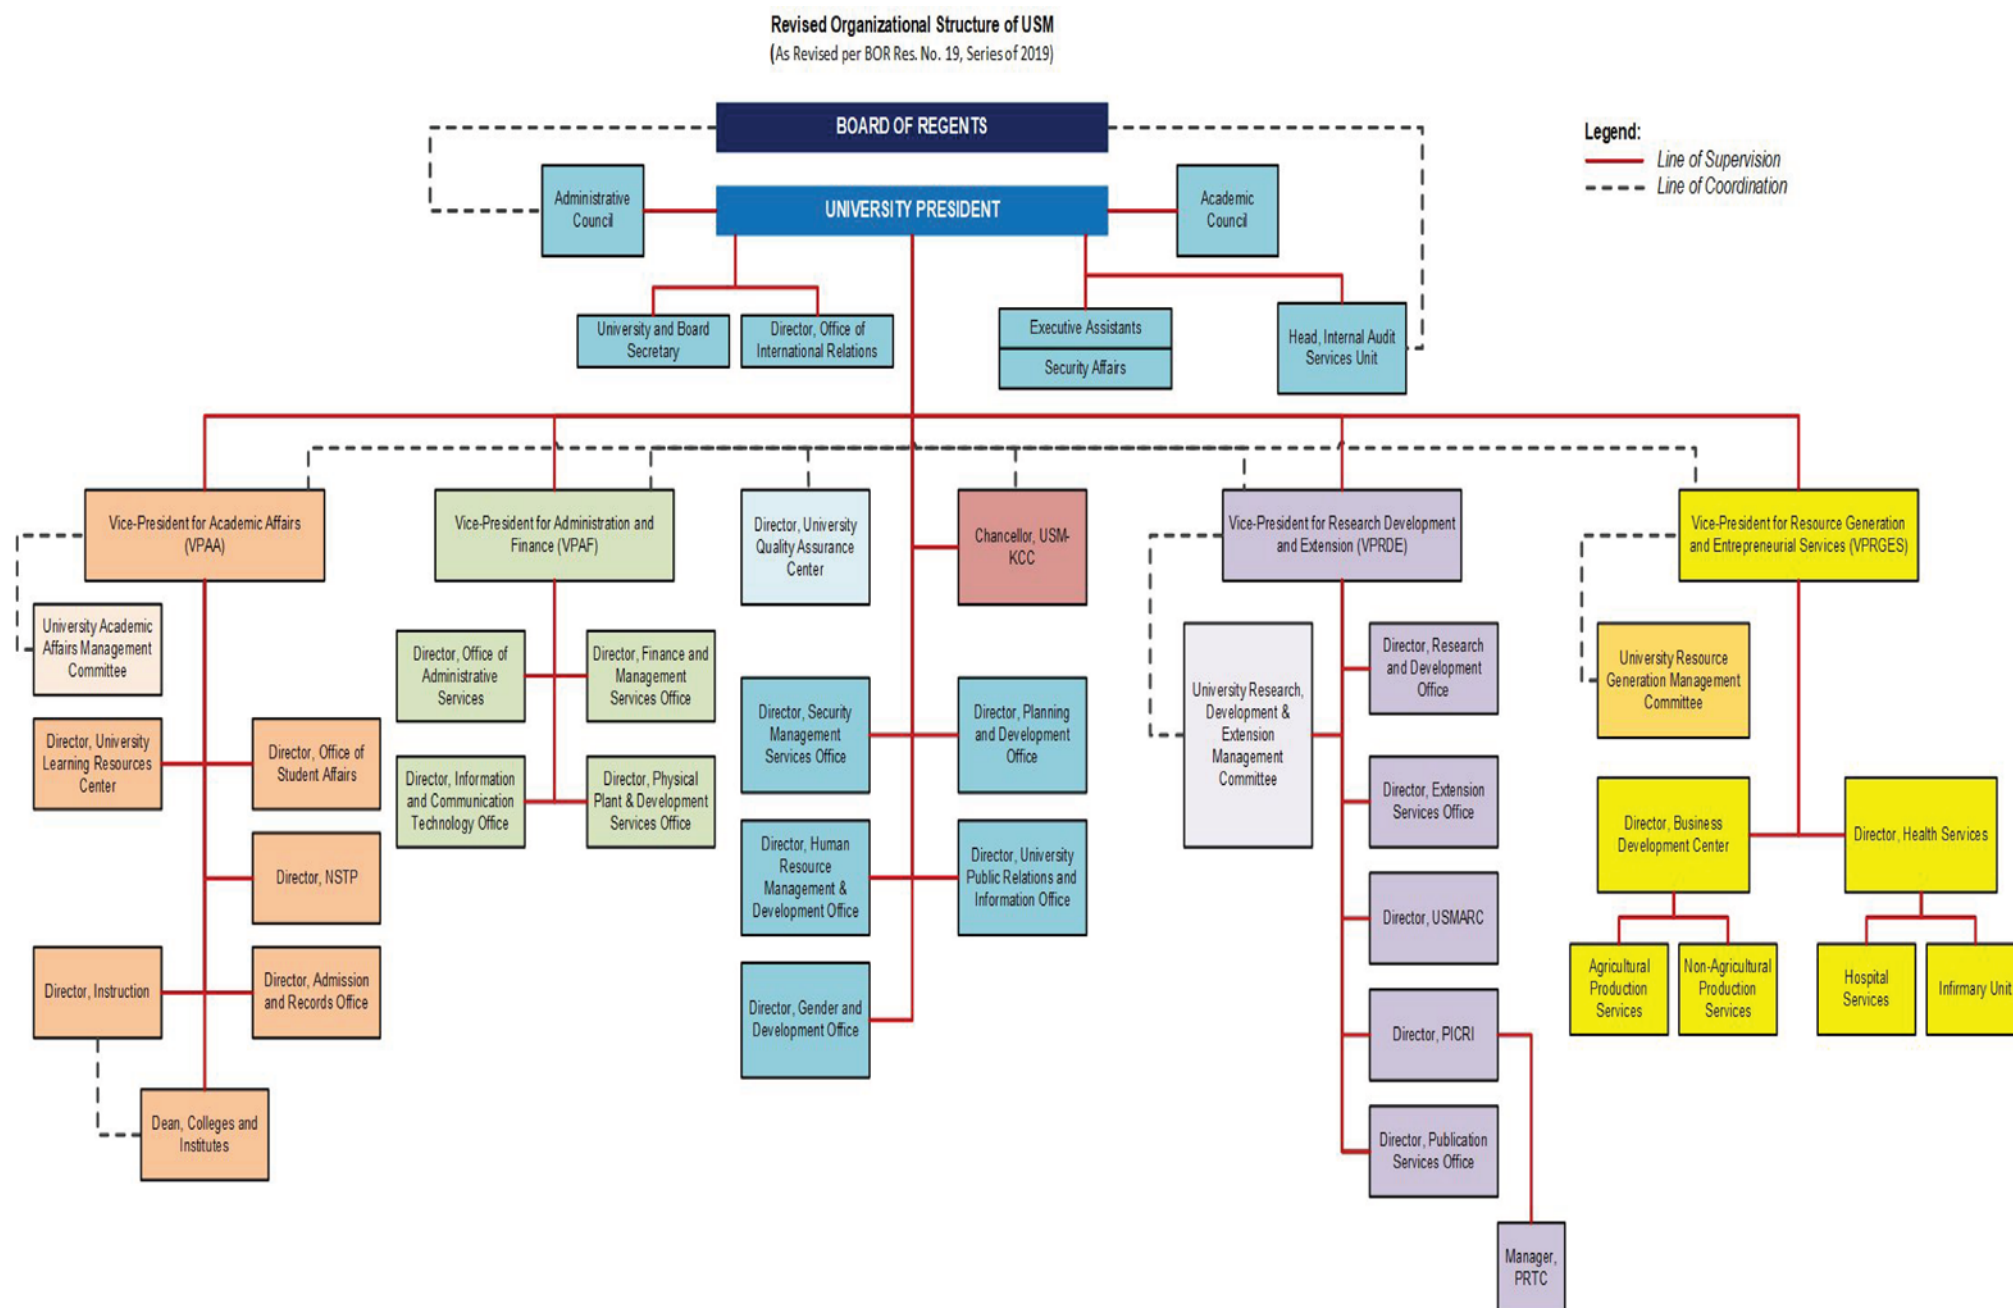 Revised Organizational Structure of USM
(As Revised per BOR Res. No. 19, Series of 2019)
BOARD OF REGENTS
Legend:
Line of Supervision
Line of Coordination
Administrative
Council
UNIVERSITY PRESIDENT
Academic
Council
University and Board
Secretary
Director, Office of
International Relations
Executive Assistants
Security Affairs
Head, Internal Audit
Services Unit
Vice-President for Academic Affairs
(VPAA)
Vice-President for Administration and
Finance (VPAF)
Director, University
Quality Assurance
Center
Chancellor, USM-
KCC
Vice-President for Research Development
and Extension (VPRDE)
Vice-President for Resource Generation
and Entrepreneurial Services (VPRGES)
University Academic
Affairs Management
Committee
Director, University
Learning Resources
Center
Director, Office of
Student Affairs
Director, NSTP
Director, Instruction
Director, Admission
and Records Office
Dean, Colleges and
Institutes
Director, Office of
Administrative
Services
Director, Finance and
Management
Services Office
Director, Information
and Communication
Technology Office
Director, Physical
Plant & Development
Services Office
Director, Security
Management
Services Office
Director, Planning
and Development
Office
Director, Human
Resource
Management &
Development Office
Director, University
Public Relations and
Information Office
Director, Gender and
Development Office
University Research,
Development &
Extension
Management
Committee
Director, Research
and Development
Office
Director, Extension
Services Office
Director, USMARC
Director, PICRI
Director, Publication
Services Office
Manager,
PRTC
University Resource
Generation Management
Committee
Director, Business
Development Center
Director, Health Services
Agricultural
Production
Services
Non-Agricultural
Production
Services
Hospital
Services
Infirmary Unit